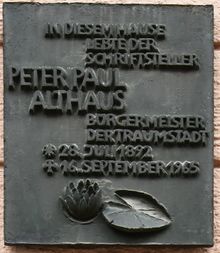 IN DIESEM HAUSE
LEBTE DER
SCHRIFTSTELLER
PETER PAUL
ALTHAUS
BÜRGERMEISTER
DER TRAUMSTADT
* 28. JULI 1892
✝ 16. SEPTEMBER 1965